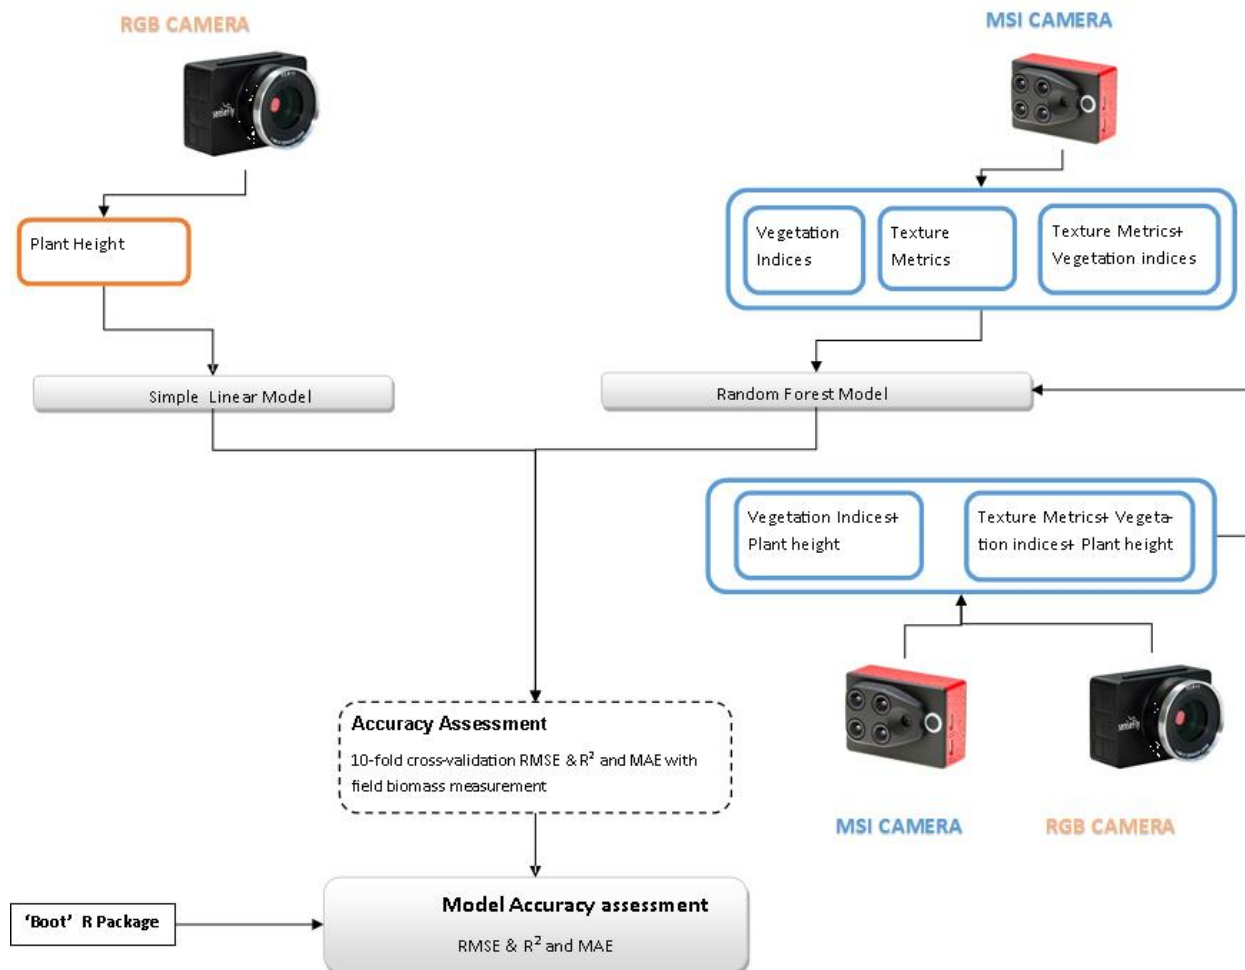 RGB CAMERA
MSI CAMERA
senseFly
Plant Height
Vegetation
Indices
Texture
Metrics
Texture Metrics+
Vegetation indices
Simple Linear Model
Random Forest Model
Vegetation Indices+
Plant height
Texture Metrics+ Vegeta-
tion indices+ Plant height
senseFly
MSI CAMERA
RGB CAMERA
Accuracy Assessment
10-fold cross-validation RMSE & R² and MAE with
field biomass measurement
'Boot' R Package
Model Accuracy assessment
RMSE & R² and MAE